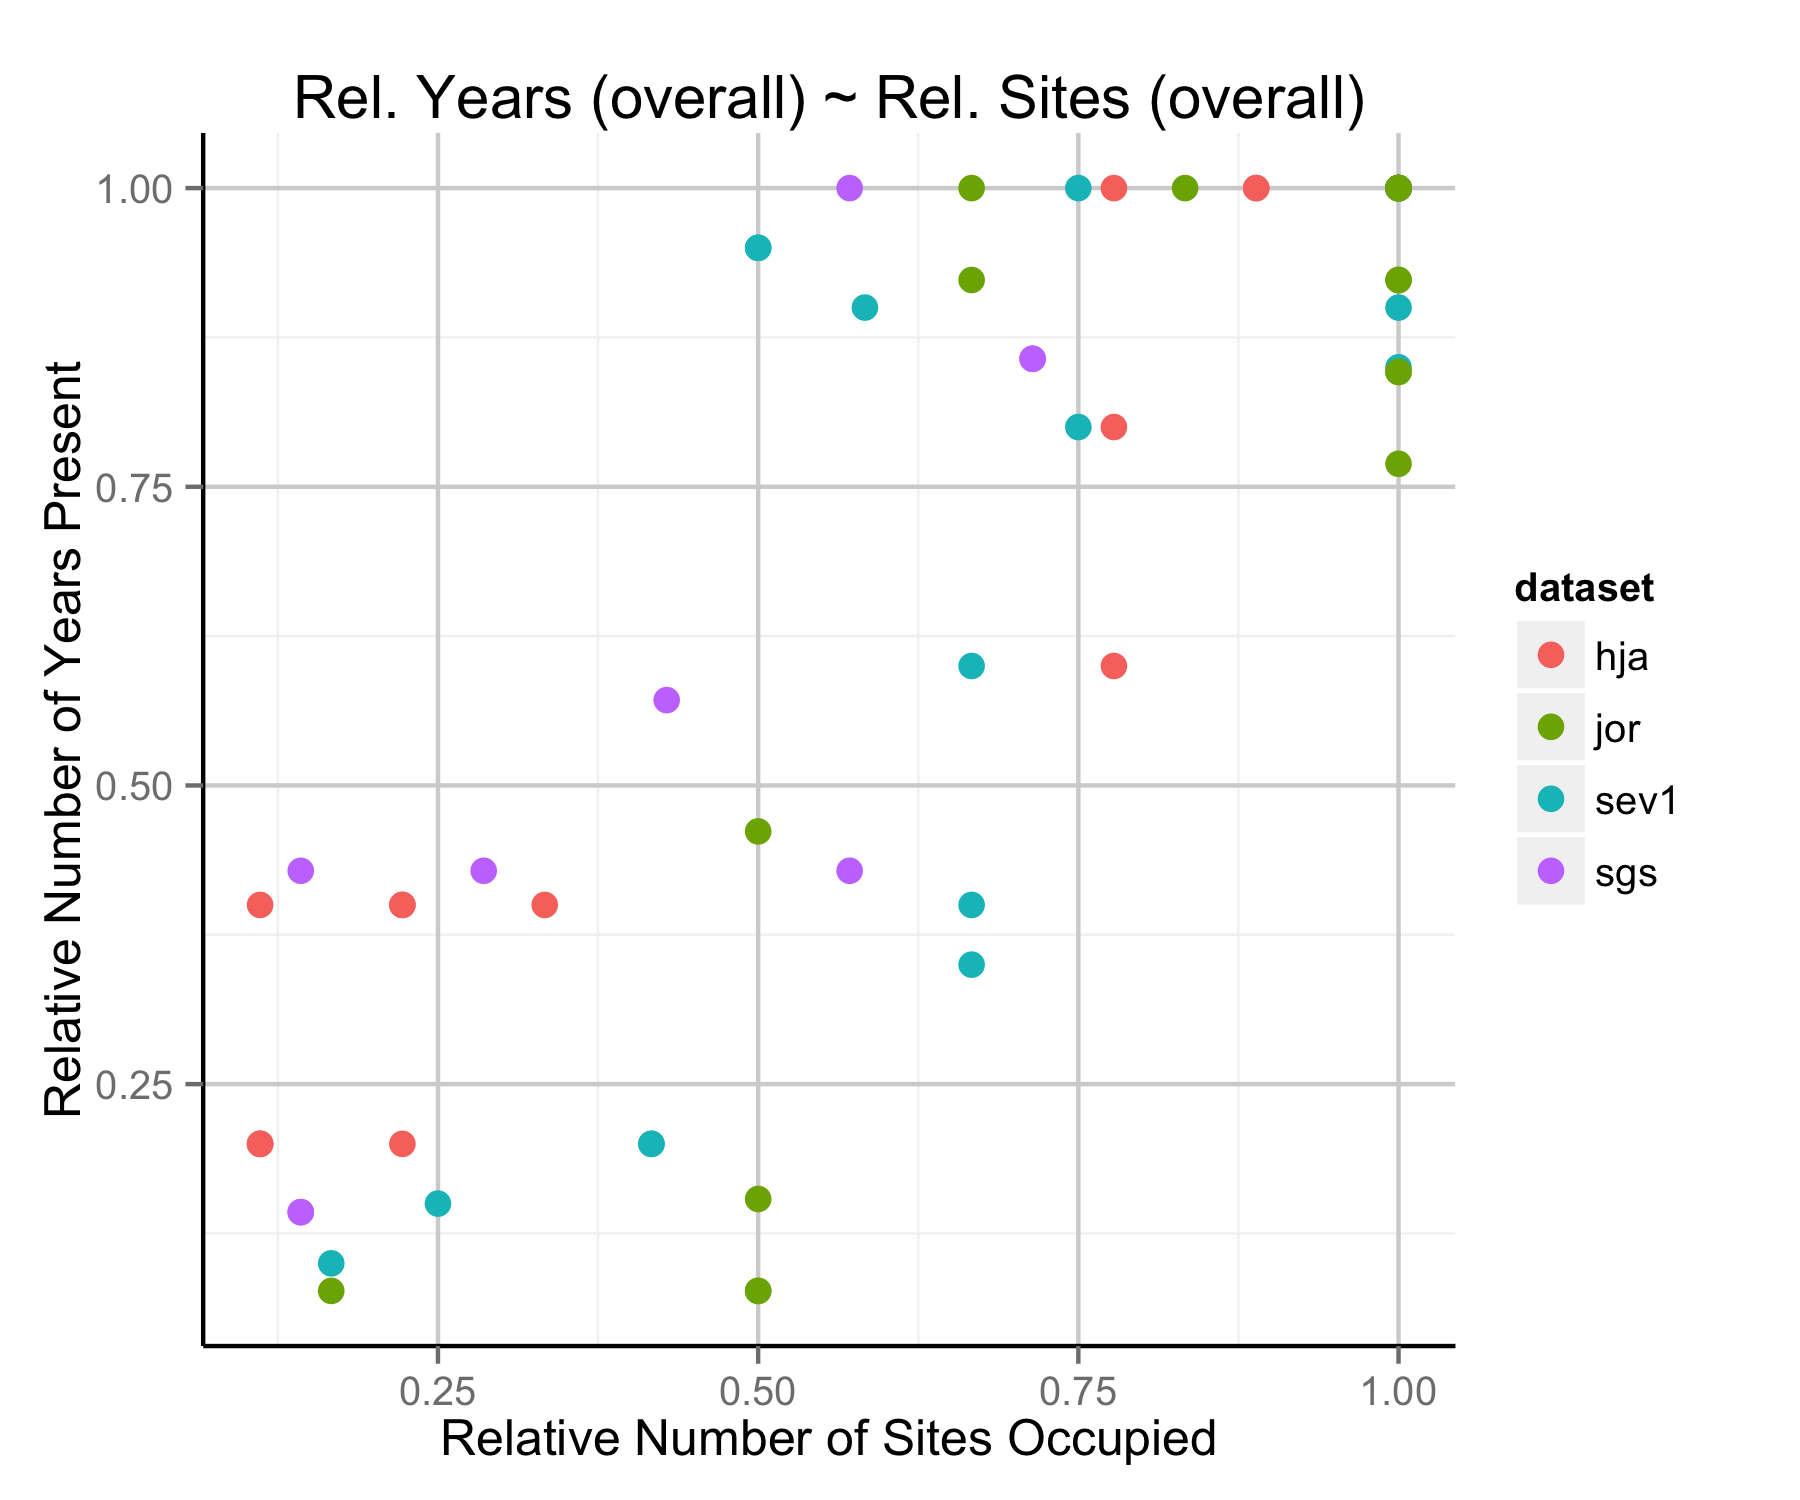 Rel. Years (overall) ~ Rel. Sites (overall)
Relative Number of Years Present
1.00
0.75
0.50
0.25
0.25
0.50
0.75
1.00
Relative Number of Sites Occupied
dataset
hja
jor
sev1
sgs